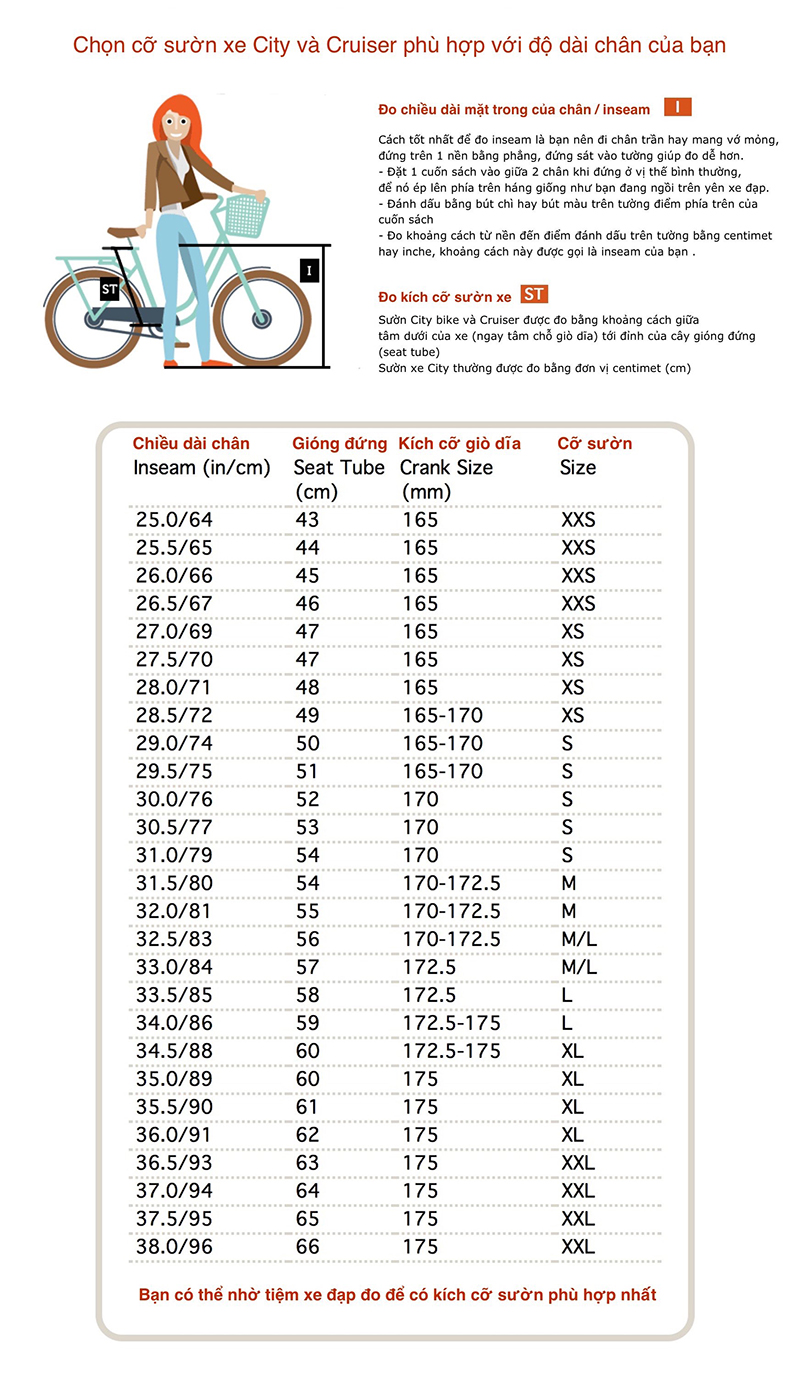 Chọn cỡ sườn xe City và Cruiser phù hợp với độ dài chân của bạn
Đo chiều dài mặt trong của chân / inseam I
Cách tốt nhất để đo inseam là bạn nên đi chân trần hay mang vớ mỏng,
đứng trên 1 nền bằng phẳng, đứng sát vào tường giúp đo dễ hơn.
- Đặt 1 cuốn sách vào giữa 2 chân khi đứng ở vị thế bình thường,
để nó ép lên phía trên háng giống như bạn đang ngồi trên yên xe đạp.
- Đánh dấu bằng bút chì hay bút màu trên tường điểm phía trên của
cuốn sách
- Đo khoảng cách từ nền đến điểm đánh dấu trên tường bằng centimet
hay inche, khoảng cách này được gọi là inseam của bạn .
ST
I
Đo kích cỡ sườn xe ST
Sườn City bike và Cruiser được đo bằng khoảng cách giữa
tâm dưới của xe (ngay tâm chỗ giò dĩa) tới đỉnh của cây gióng đứng
(seat tube)
Sườn xe City thường được đo bằng đơn vị centimet (cm)
Chiều dài chân Gióng đứng Kích cỡ giò dĩa Cỡ sườn
Inseam (in/cm) Seat Tube Crank Size Size
(cm) (mm)
25.0/64 43 165 XXS
25.5/65 44 165 XXS
26.0/66 45 165 XXS
26.5/67 46 165 XXS
27.0/69 47 165 XS
27.5/70 47 165 XS
28.0/71 48 165 XS
28.5/72 49 165-170 XS
29.0/74 50 165-170 S
29.5/75 51 165-170 S
30.0/76 52 170 S
30.5/77 53 170 S
31.0/79 54 170 S
31.5/80 54 170-172.5 M
32.0/81 55 170-172.5 M
32.5/83 56 170-172.5 M/L
33.0/84 57 172.5 M/L
33.5/85 58 172.5 L
34.0/86 59 172.5-175 L
34.5/88 60 172.5-175 XL
35.0/89 60 175 XL
35.5/90 61 175 XL
36.0/91 62 175 XL
36.5/93 63 175 XXL
37.0/94 64 175 XXL
37.5/95 65 175 XXL
38.0/96 66 175 XXL
Bạn có thể nhờ tiệm xe đạp đo để có kích cỡ sườn phù hợp nhất